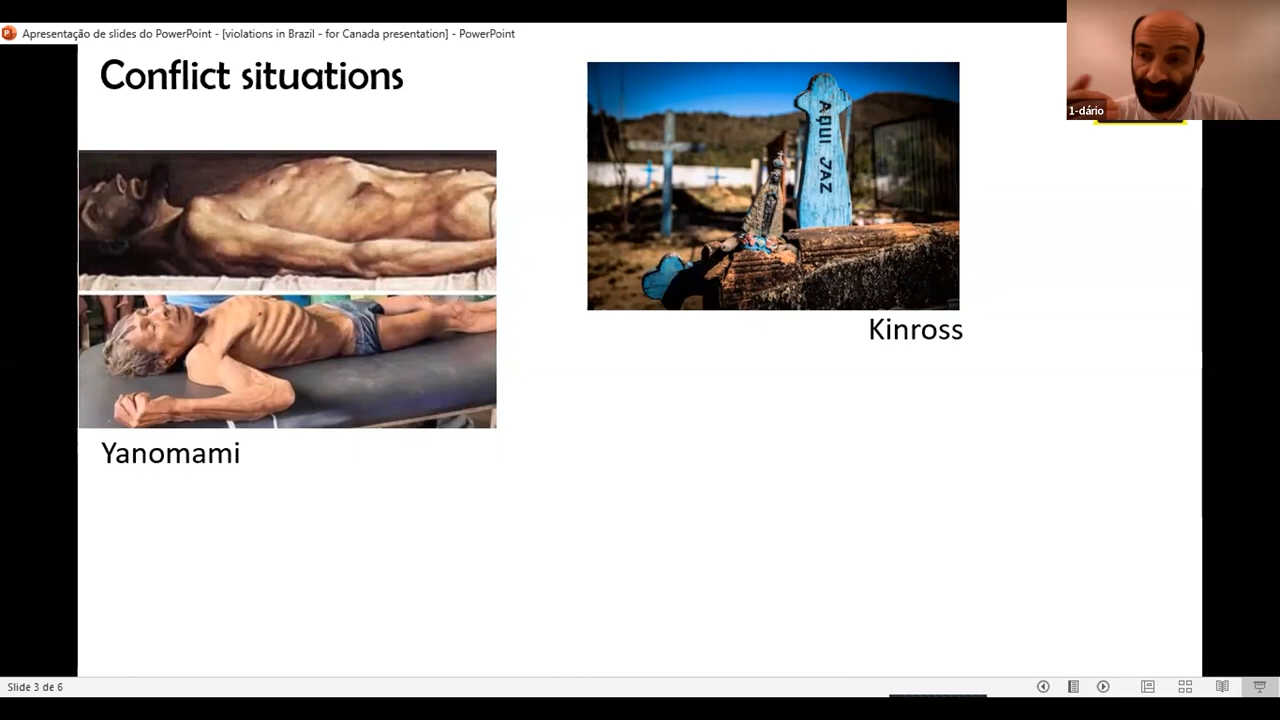 Apresentação de slides do PowerPoint - [violations in Brazil - for Canada presentation] - PowerPoint
Conflict situations
1-dário
AQUI JAZ
Kinross
Yanomami
Slide 3 de 6